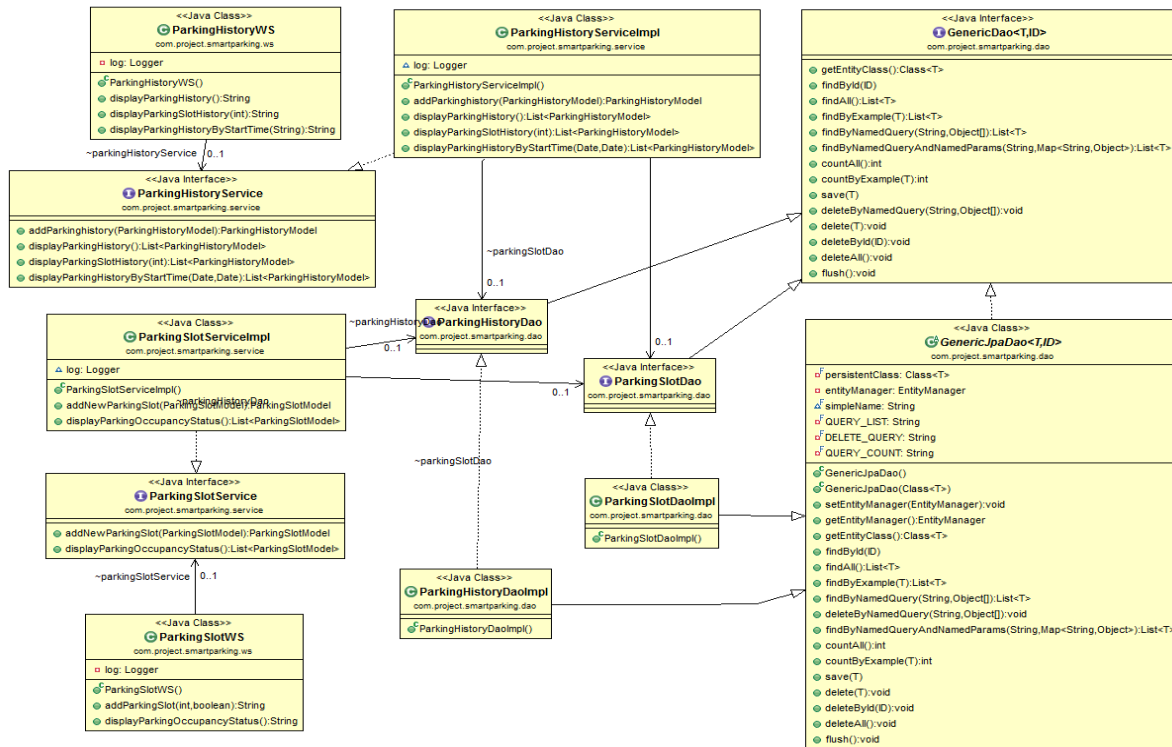 <<Java Class>>
ParkingHistoryWS
com.project.smartparking.ws
log: Logger
ParkingHistoryWS()
displayParkingHistory():String
displayParkingSlotHistory(int):String
displayParkingHistoryByStartTime(String):String
~parkingHistoryService
0..1
<<Java Interface>>
ParkingHistoryService
com.project.smartparking.service
addParkinghistory(ParkingHistoryModel):ParkingHistoryModel
displayParkingHistory():List<ParkingHistoryModel>
displayParkingSlotHistory(int):List<ParkingHistoryModel>
displayParkingHistoryByStartTime(Date,Date):List<ParkingHistoryModel>
<<Java Class>>
ParkingHistoryServiceImpl
com.project.smartparking.service
log: Logger
ParkingHistoryServiceImpl()
addParkinghistory(ParkingHistoryModel):ParkingHistoryModel
displayParkingHistory():List<ParkingHistoryModel>
displayParkingSlotHistory(int):List<ParkingHistoryModel>
displayParkingHistoryByStartTime(Date,Date):List<ParkingHistoryModel>
~parkingSlotDao
0..1
0..1
<<Java Interface>>
GenericDao<T,ID>
com.project.smartparking.dao
getEntityClass():Class<T>
findById(ID)
findAll():List<T>
findByExample(T):List<T>
findByNamedQuery(String,Object[]):List<T>
findByNamedQueryAndNamedParams(String,Map<String,Object>):List<T>
countAll():int
countByExample(T):int
save(T)
deleteByNamedQuery(String,Object[]):void
delete(T):void
deleteById(ID):void
deleteAll():void
flush():void
<<Java Class>>
ParkingSlotServiceImpl
com.project.smartparking.service
log: Logger
ParkingSlotServiceImpl()
addNewParkingSlot(ParkingSlotModel):ParkingSlotModel
displayParkingOccupancyStatus():List<ParkingSlotModel>
~parkingHistoryDao
~parkingHistoryDao
0..1
0..1
<<Java Interface>>
ParkingHistoryDao
com.project.smartparking.dao
<<Java Interface>>
ParkingSlotDao
com.project.smartparking.dao
~parkingSlotDao
<<Java Interface>>
ParkingSlotService
com.project.smartparking.service
addNewParkingSlot(ParkingSlotModel):ParkingSlotModel
displayParkingOccupancyStatus():List<ParkingSlotModel>
~parkingSlotService
0..1
<<Java Class>>
ParkingSlotWS
com.project.smartparking.ws
log: Logger
ParkingSlotWS()
addParkingSlot(int,boolean):String
displayParkingOccupancyStatus():String
<<Java Class>>
ParkingSlotDaoImpl
com.project.smartparking.dao
ParkingSlotDaoImpl()
<<Java Class>>
ParkingHistoryDaoImpl
com.project.smartparking.dao
ParkingHistoryDaoImpl()
<<Java Class>>
GenericJpaDao<T,ID>
com.project.smartparking.dao
persistentClass: Class<T>
entityManager: EntityManager
simpleName: String
QUERY_LIST: String
DELETE_QUERY: String
QUERY_COUNT: String
GenericJpaDao()
GenericJpaDao(Class<T>)
setEntityManager(EntityManager):void
getEntityManager():EntityManager
getEntityClass():Class<T>
findById(ID)
findAll():List<T>
findByExample(T):List<T>
findByNamedQuery(String,Object[]):List<T>
deleteByNamedQuery(String,Object[]):void
findByNamedQueryAndNamedParams(String,Map<String,Object>):List<T>
countAll():int
countByExample(T):int
save(T)
delete(T):void
deleteById(ID):void
deleteAll():void
flush():void